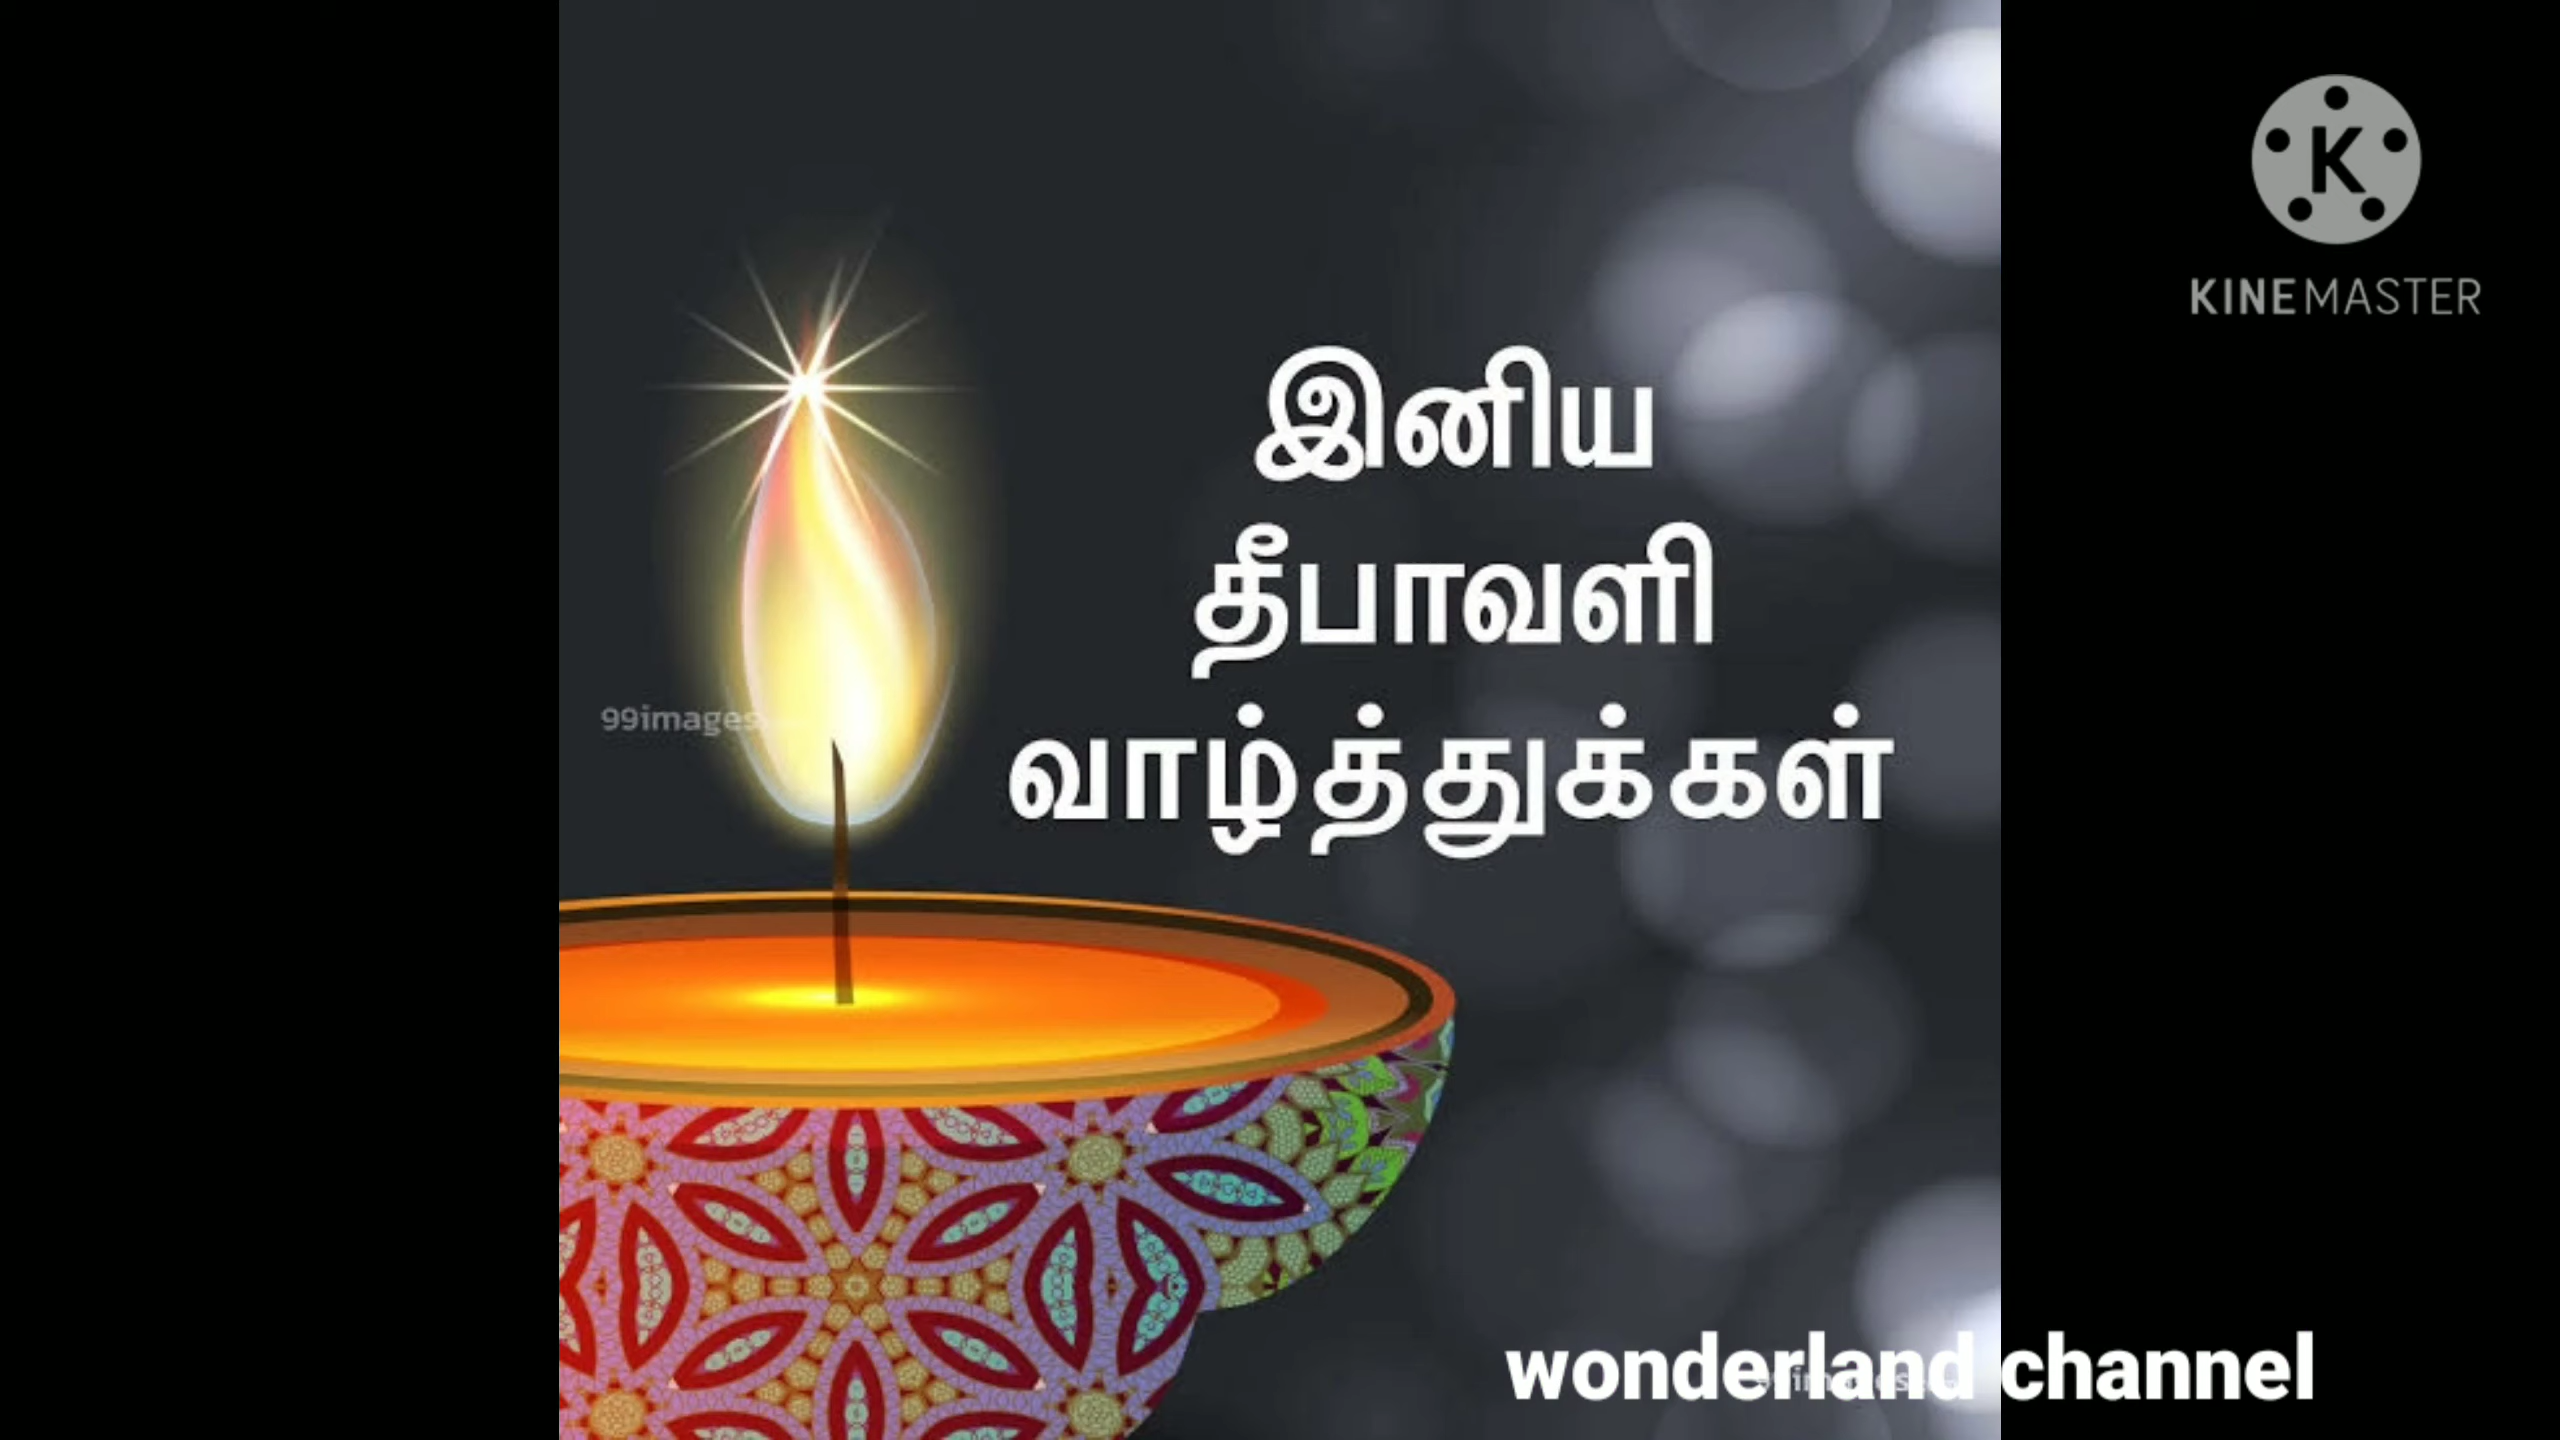 KINEMASTER
இனிய
தீபாவளி
வாழ்த்துக்கள்
99images
wonderland channel